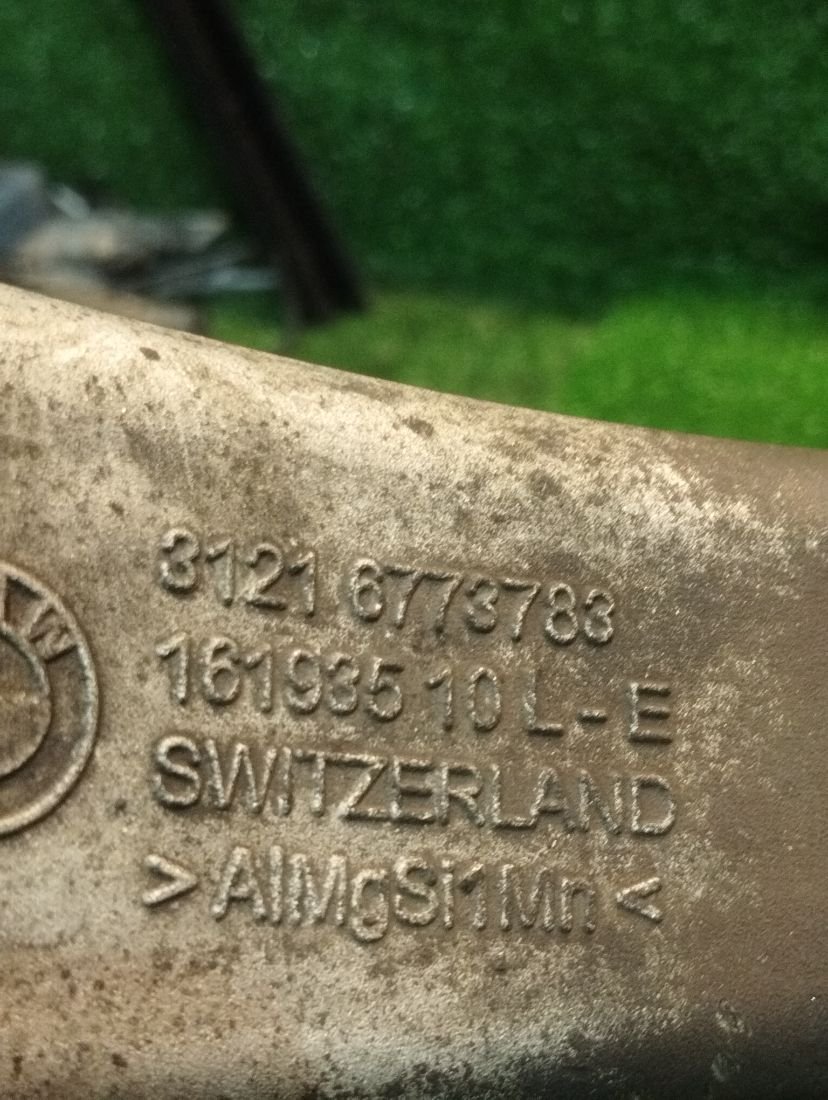 3121 6773783
161935 10 L - E
SWITZERLAND
>AlMgSi1Mn<